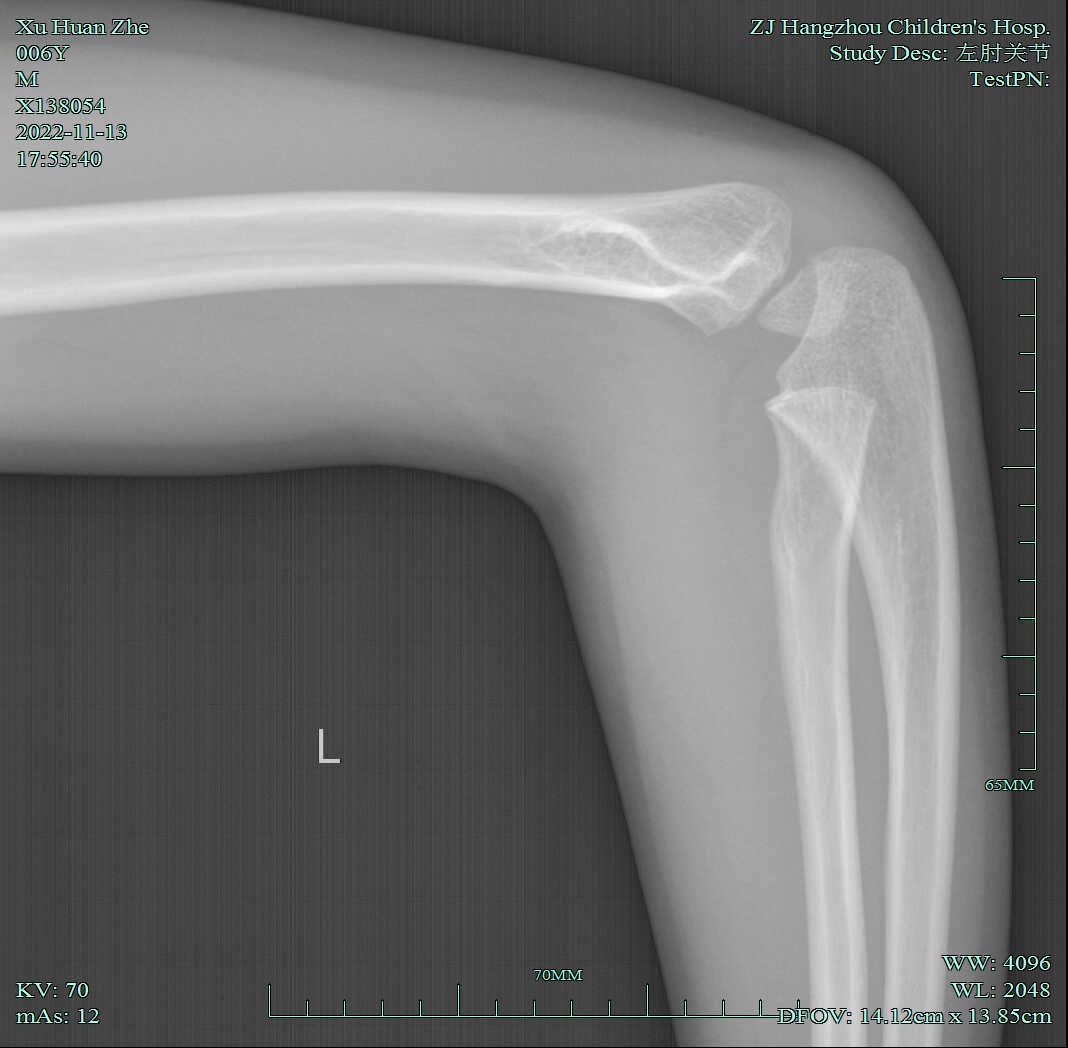 Xu Huan Zhe
006Y
M
X138054
2022-11-13
17:55:40
ZJ Hangzhou Children's Hosp.
Study Desc: 左肘关节
TestPN:
L
65MM
70MM
KV: 70
mAs: 12
WW: 4096
WL: 2048
DFOV: 14.12cm x 13.85cm